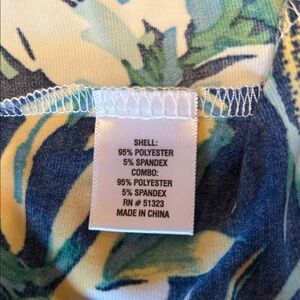 SHELL:
95% POLYESTER
5% SPANDEX
COMBO:
95% POLYESTER
5% SPANDEX
RN # 51323
MADE IN CHINA